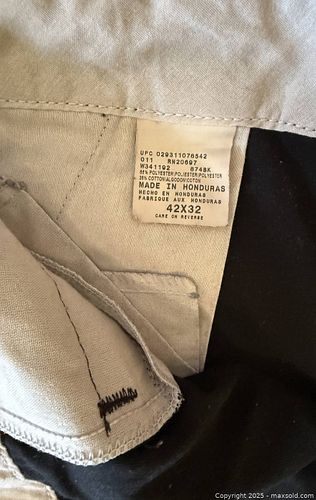 UPC 029311076542
011 RN20697
W341192 874BK
65% POLYESTER/POLYESTER/POLYESTER
35% COTTON/ALGODON/COTON
MADE IN HONDURAS
HECHO EN HONDURAS
FABRIQUE AUX HONDURAS
42X32
CARE ON REVERSE
Copyright © 2025 - maxsold.com